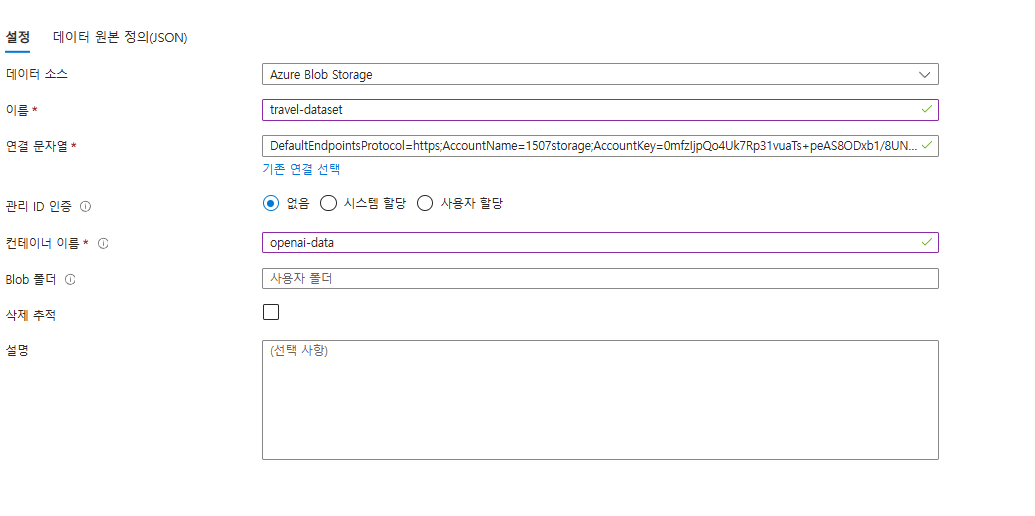 설정 데이터 원본 정의(JSON)
데이터 소스 Azure Blob Storage
이름 * travel-dataset
연결 문자열 * DefaultEndpointsProtocol=https;AccountName=1507storage;AccountKey=0mfzIjpQo4Uk7Rp31vuaTs+peAS8ODxb1/8UN...
기존 연결 선택
관리 ID 인증 없음 시스템 할당 사용자 할당
컨테이너 이름 * openai-data
Blob 폴더 사용자 폴더
삭제 추적
설명 (선택 사항)